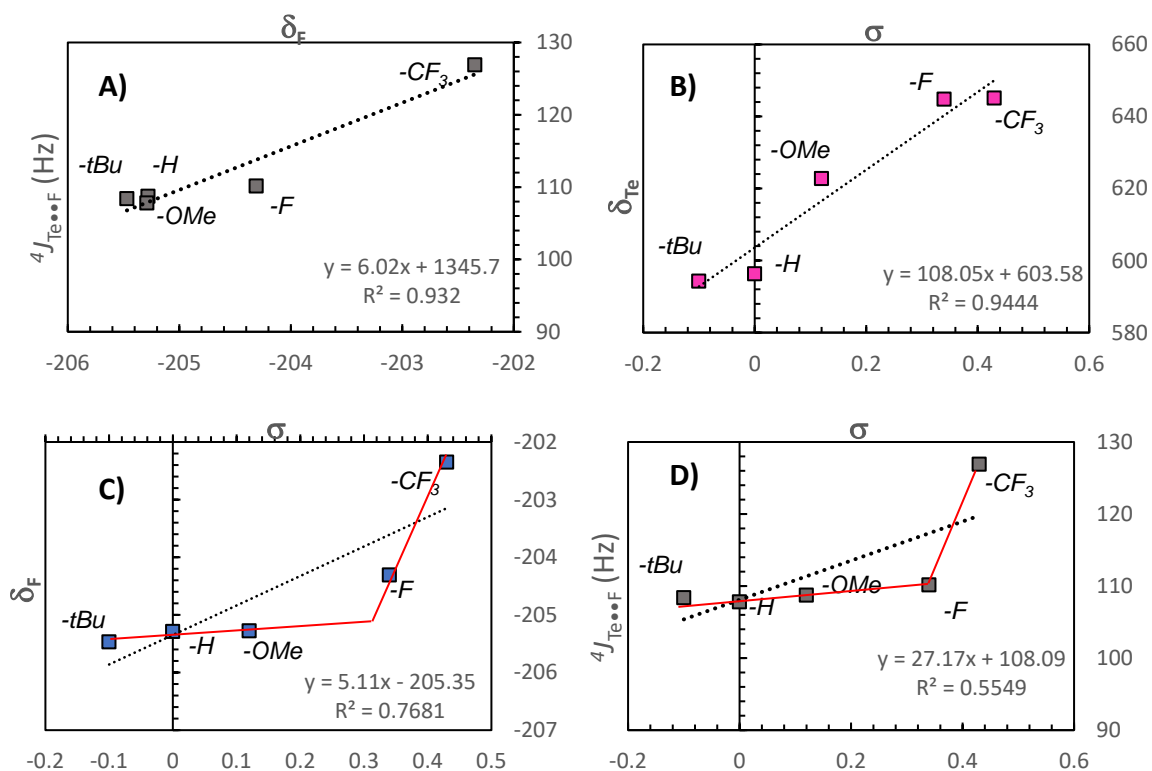 δF
A)
130
120
110
100
90
-CF3
-tBu
-H
-OMe
-F
4JTe••F (Hz)
y = 6.02x + 1345.7
R² = 0.932
-206
-205
-204
-203
-202
σ
B)
660
640
620
600
580
-F
-CF3
-OMe
-tBu
-H
δTe
y = 108.05x + 603.58
R² = 0.9444
-0.2
0
0.2
0.4
0.6
σ
C)
-202
-203
-204
-205
-206
-207
-CF3
-F
-tBu
-H
-OMe
δF
y = 5.11x - 205.35
R² = 0.7681
-0.1
-0.2
0
0.1
0.2
0.3
0.4
0.5
σ
D)
130
120
110
100
90
-CF3
-tBu
-H
-OMe
-F
4JTe••F (Hz)
y = 27.17x + 108.09
R² = 0.5549
-0.2
0
0.2
0.4
0.6